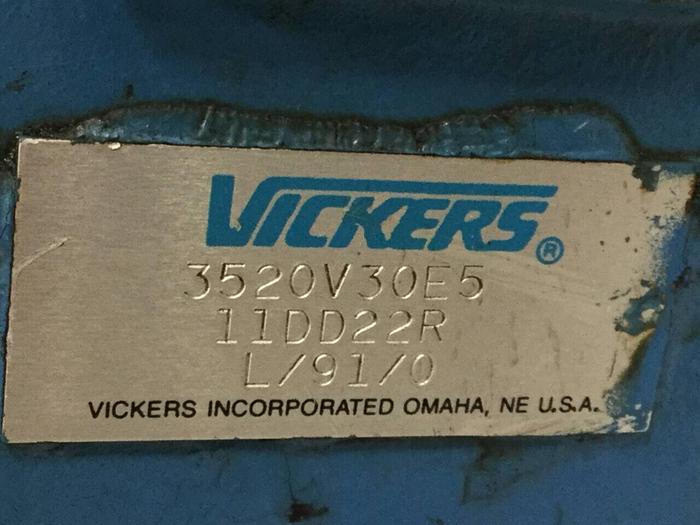 VICKERS®
3520V30E5
11DD22R
L/91/0
VICKERS INCORPORATED OMAHA, NE U.S.A.